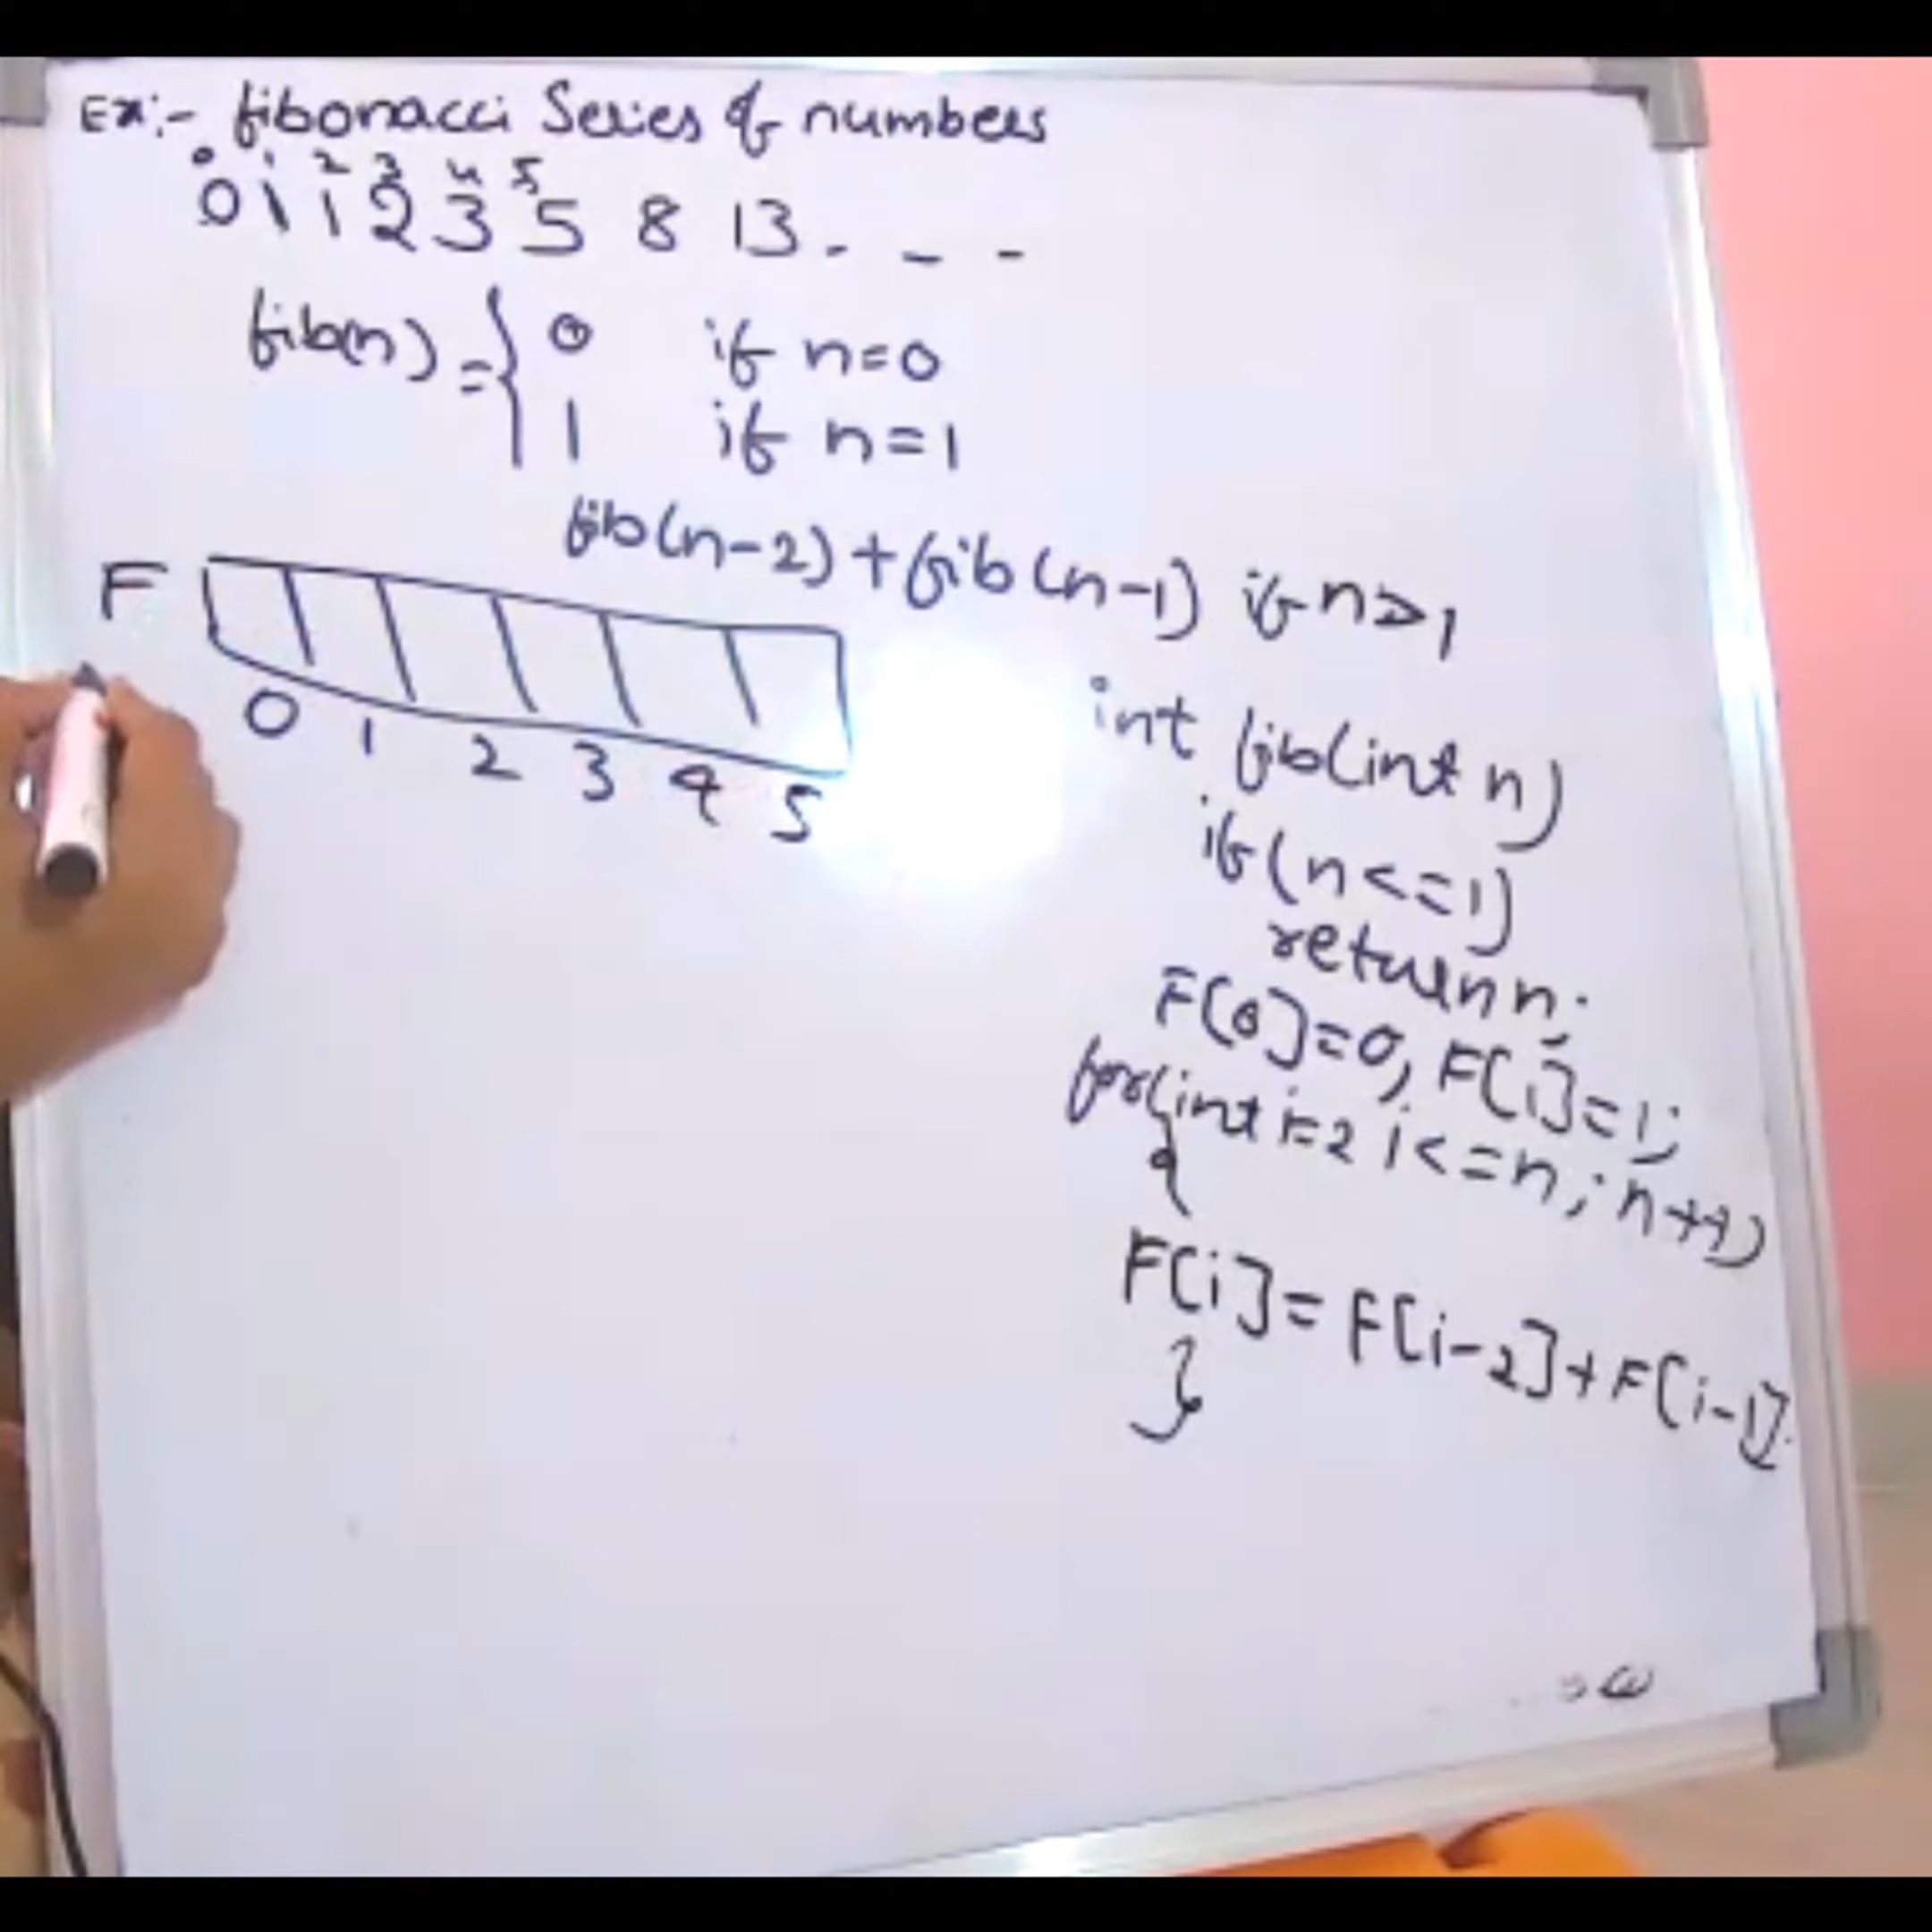 Ex:- fibonacci Series of numbers
0 1 2 3 4 5
0 1 1 2 3 5 8 13 - - -
fib(n) = { 0 if n=0
1 if n=1
fib(n-2)+fib(n-1) if n>1
F
0 1 2 3 4 5
int fib(int n)
if(n<=1)
return n;
F[0]=0, F[1]=1;
for(int i=2 i<=n; n++)
{
F[i]=F[i-2]+F[i-1];
}